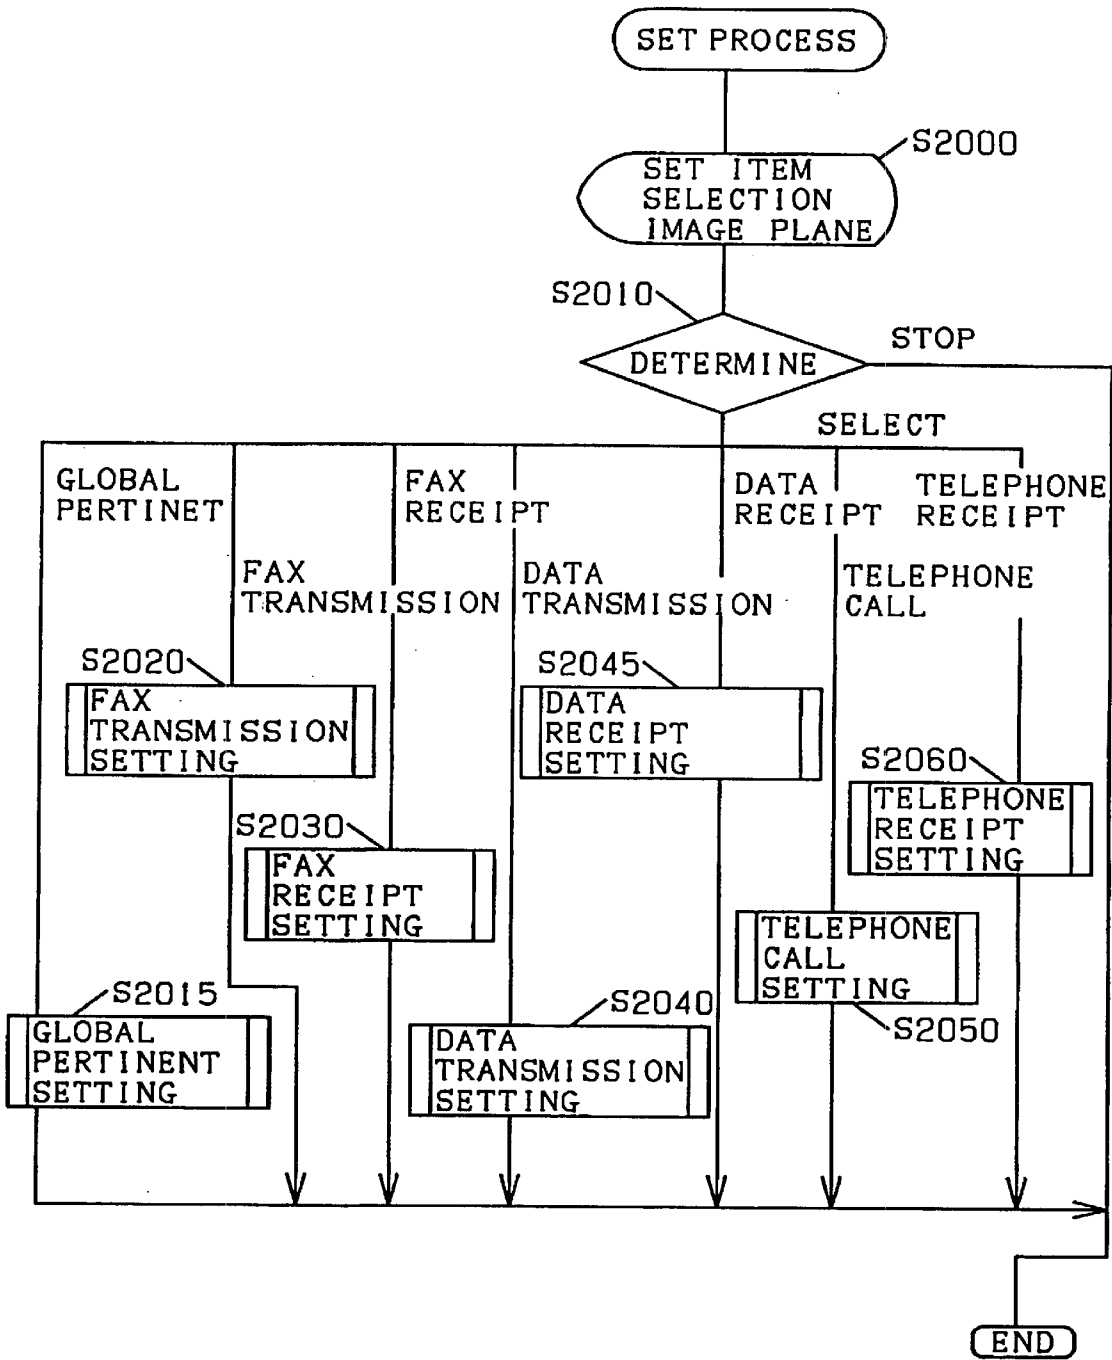 SET PROCESS
S2000
SET ITEM
SELECTION
IMAGE PLANE
S2010
DETERMINE
STOP
SELECT
GLOBAL
PERTINET
FAX
RECEIPT
DATA
RECEIPT
TELEPHONE
RECEIPT
FAX
TRANSMISSION
DATA
TRANSMISSION
TELEPHONE
CALL
S2020
FAX
TRANSMISSION
SETTING
S2045
DATA
RECEIPT
SETTING
S2060
TELEPHONE
RECEIPT
SETTING
S2030
FAX
RECEIPT
SETTING
TELEPHONE
CALL
SETTING
S2050
S2015
GLOBAL
PERTINENT
SETTING
S2040
DATA
TRANSMISSION
SETTING
END